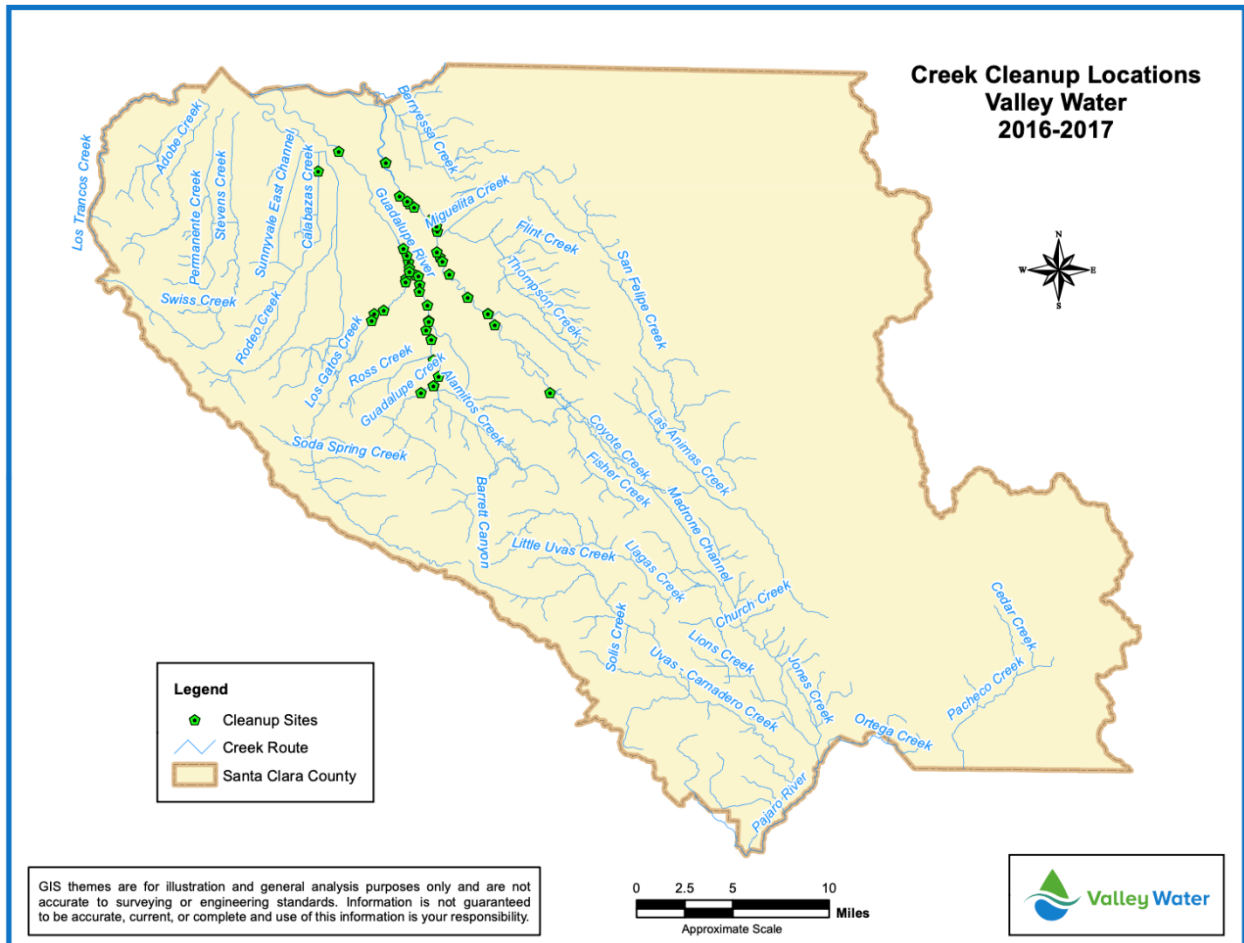 Creek Cleanup Locations
Valley Water
2016-2017
Los Trancos Creek
Adobe Creek
Permanente Creek
Stevens Creek
Sunnyvale East Channel
Calabazas Creek
Guadalupe River
Berryessa Creek
Miguelita Creek
Flint Creek
Thompson Creek
San Felipe Creek
Swiss Creek
Rodeo Creek
Los Gatos Creek
Ross Creek
Guadalupe Creek
Alamitos Creek
Soda Spring Creek
Barrett Canyon
Coyote Creek
Fisher Creek
Las Animas Creek
Madrone Channel
Little Uvas Creek
Llagas Creek
Church Creek
Solis Creek
Lions Creek
Uvas - Carnadero Creek
Jones Creek
Cedar Creek
Pacheco Creek
Ortega Creek
Pajaro River
N
W
E
S
Legend
Cleanup Sites
Creek Route
Santa Clara County
GIS themes are for illustration and general analysis purposes only and are not
accurate to surveying or engineering standards. Information is not guaranteed
to be accurate, current, or complete and use of this information is your responsibility.
0 2.5 5 10
Miles
Approximate Scale
Valley Water